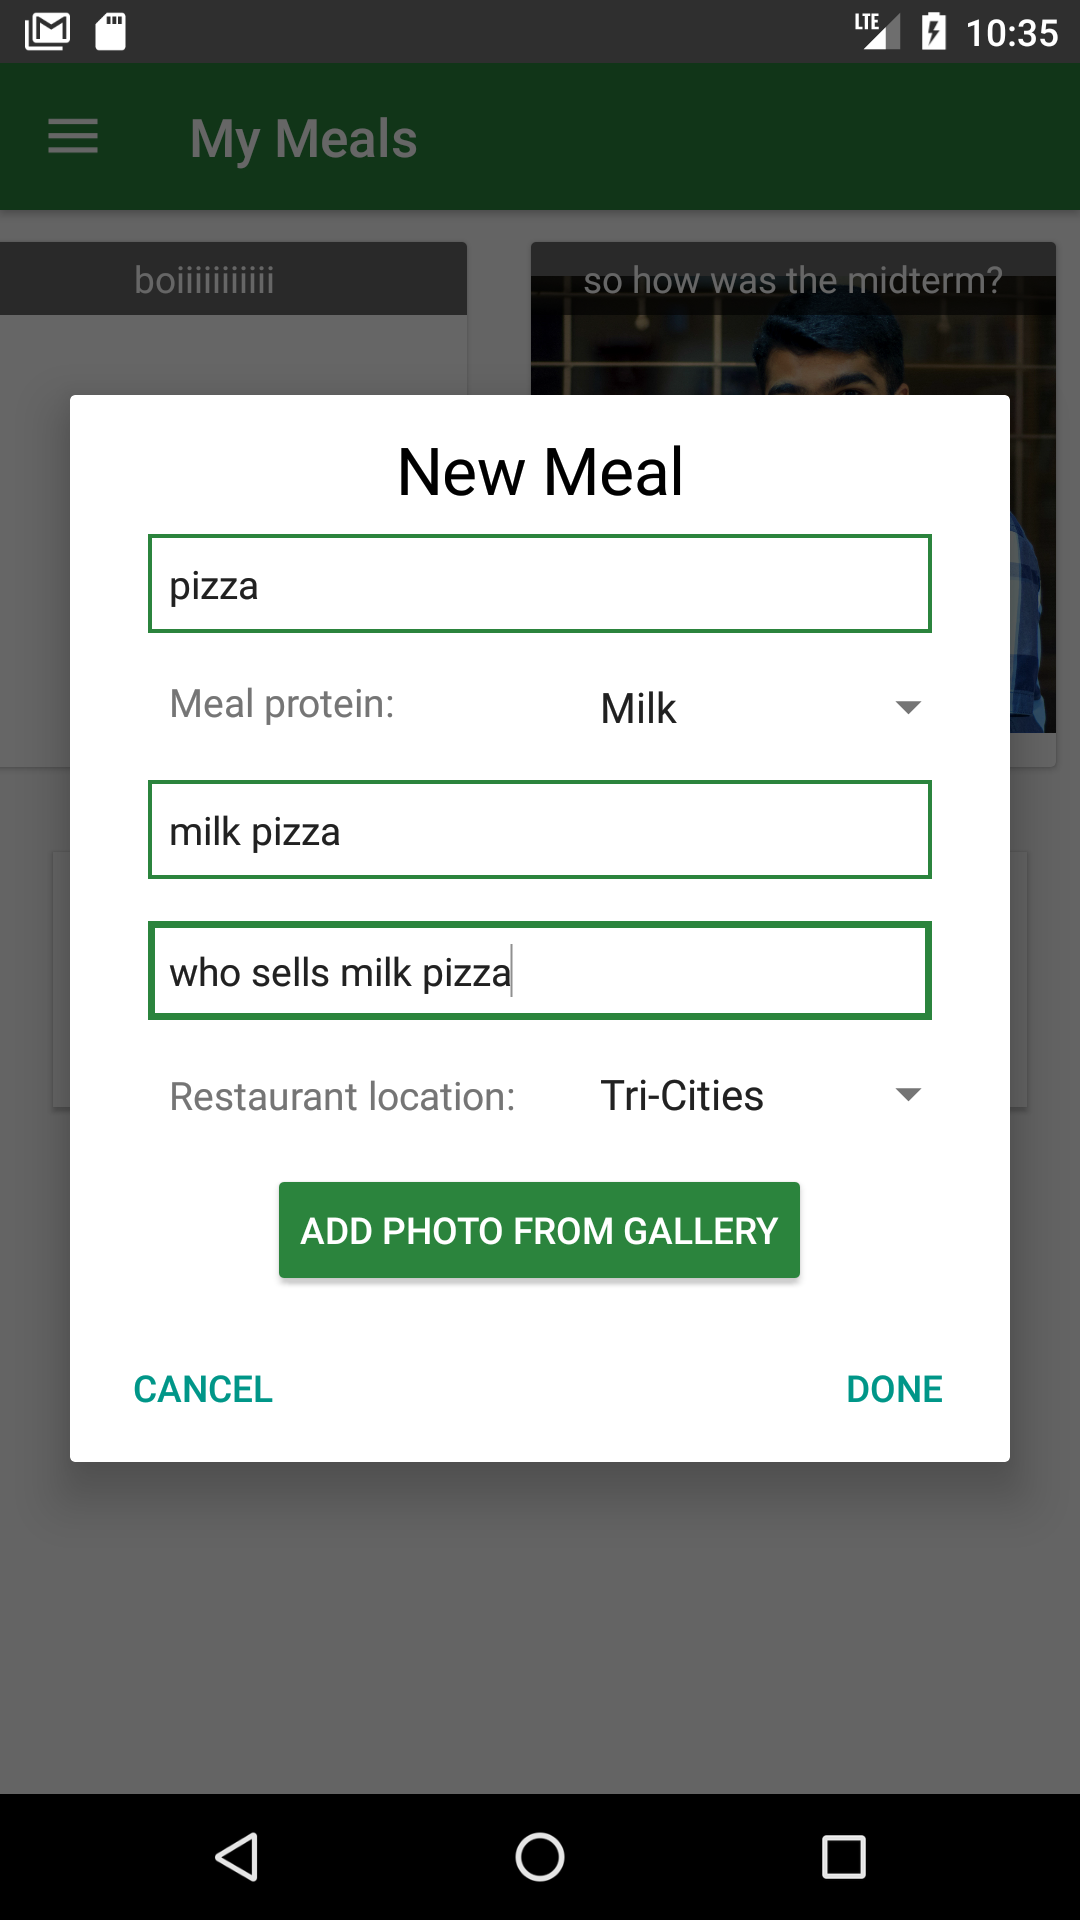 LTE 10:35
My Meals
boiiiiiiiiiii
so how was the midterm?
New Meal
pizza
Meal protein: Milk
milk pizza
who sells milk pizza
Restaurant location: Tri-Cities
ADD PHOTO FROM GALLERY
CANCEL DONE